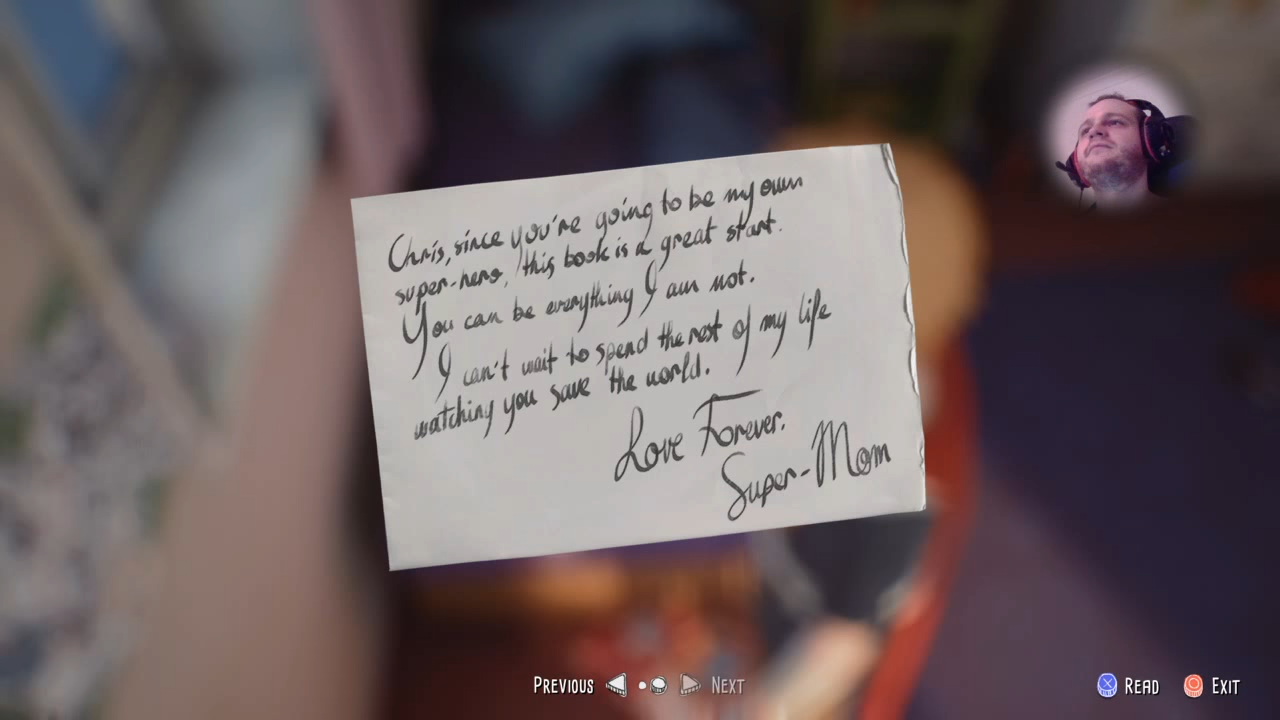 Chris, since you're going to be my own
super-hero, this book is a great start.
You can be everything I am not.
I can't wait to spend the rest of my life
watching you save the world.
Love Forever.
Super-Mom
PREVIOUS NEXT
READ EXIT